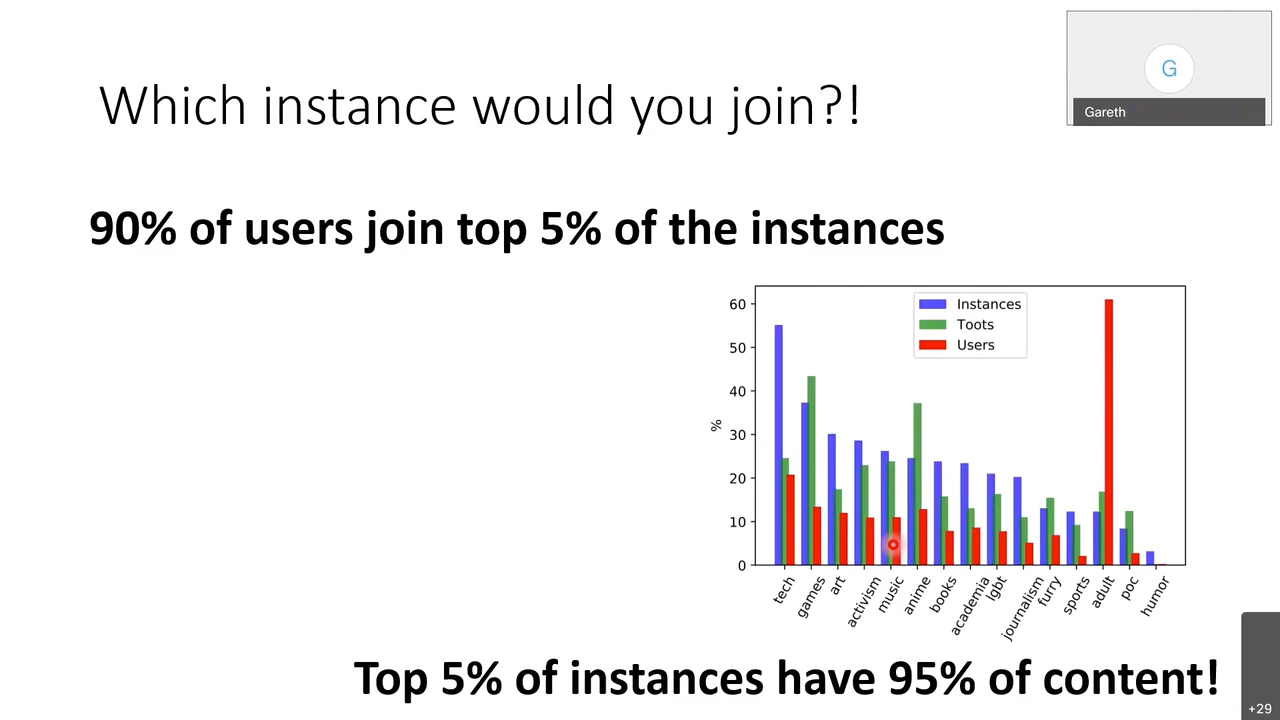 G
Gareth
Which instance would you join?!
90% of users join top 5% of the instances
Instances
Toots
Users
%
60
50
40
30
20
10
0
tech
games
art
activism
music
anime
books
academia
lgbt
journalism
furry
sports
adult
poc
humor
Top 5% of instances have 95% of content!
+29